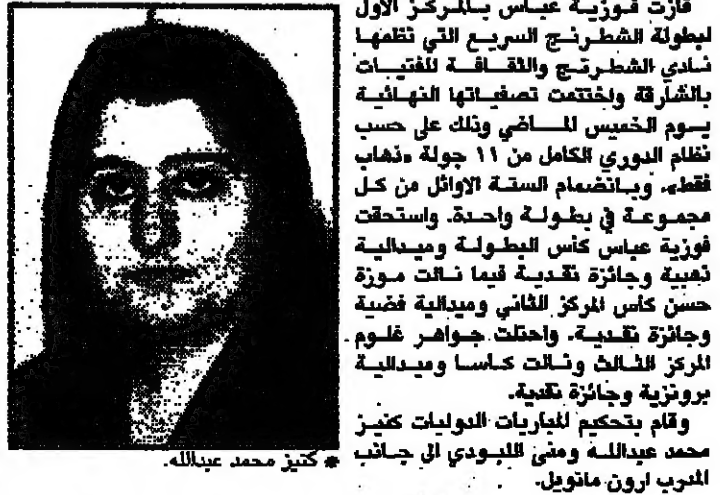 فازت فوزية عباس بالمركز الأول
لبطولة الشطرنج السريع التي نظمها
نادي الشطرنج والثقافة للفتيات
بالشارقة واختتمت تصفياتها النهائية
يوم الخميس الماضي وذلك على حسب
نظام الدوري الكامل من ١١ جولة «ذهاب
فقط». وبانضمام الستة الاوائل من كل
مجموعة في بطولة واحدة. واستحقت
فوزية عباس كأس البطولة وميدالية
ذهبية وجائزة نقدية فيما نالت موزة
حسن كأس المركز الثاني وميدالية فضية
وجائزة نقدية. واحتلت جواهر غلوم
المركز الثالث ونالت كاسا وميدالية
برونزية وجائزة نقدية.
وقام بتحكيم المباريات الدوليات كنيز
محمد عبدالله ومنى اللبودي الى جانب
المدرب ارون مانويل.
* كنيز محمد عبدالله.